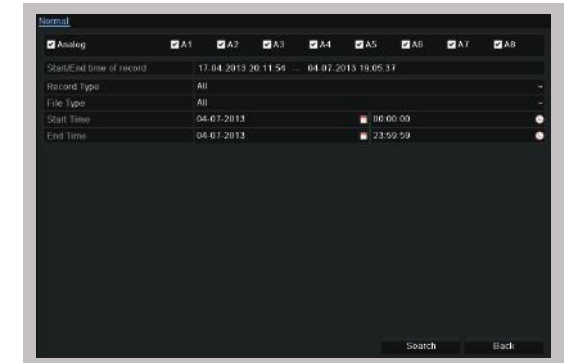 Normal
Analog A1 A2 A3 A4 A5 A6 A7 A8
Start/End time of record 17-04-2013 20:11:54 -- 04-07-2013 19:05:37
Record Type All
File Type All
Start Time 04-07-2013 00:00:00
End Time 04-07-2013 23:59:59
Search Back